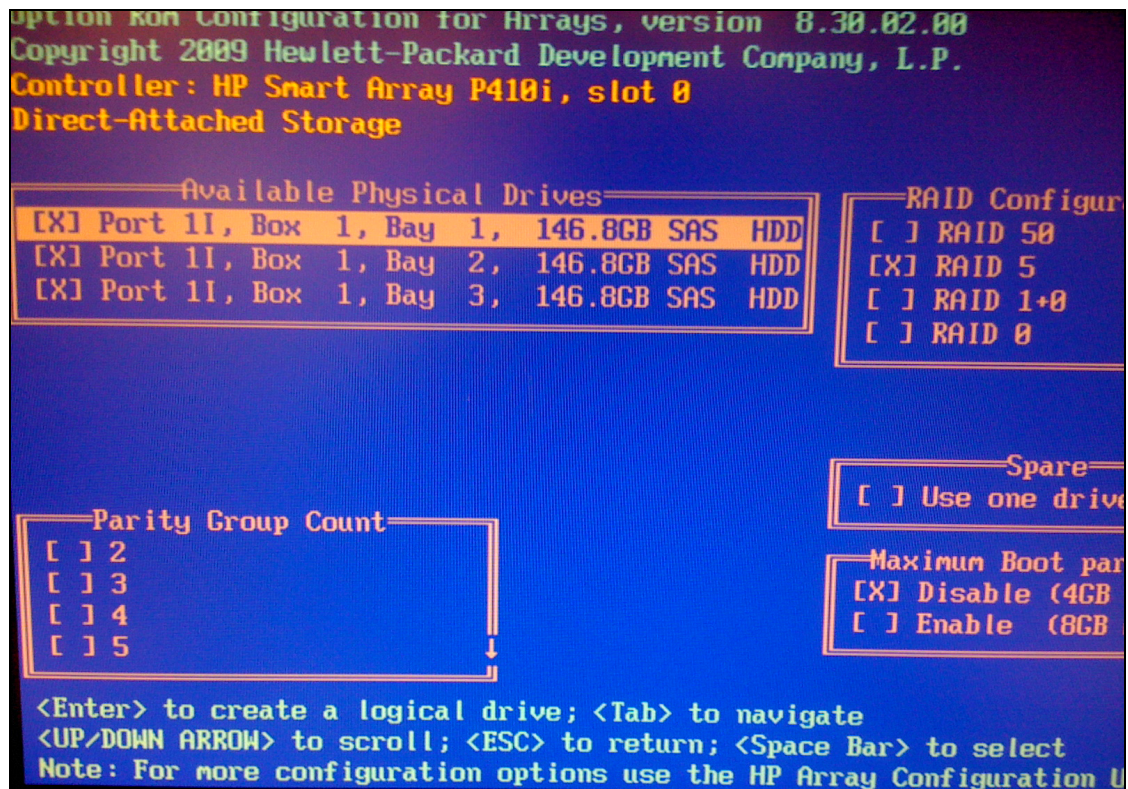 Option Rom Configuration for Arrays, version 8.30.02.00
Copyright 2009 Hewlett-Packard Development Company, L.P.
Controller: HP Smart Array P410i, slot 0
Direct-Attached Storage
Available Physical Drives
[X] Port 1I, Box 1, Bay 1, 146.8GB SAS HDD
[X] Port 1I, Box 1, Bay 2, 146.8GB SAS HDD
[X] Port 1I, Box 1, Bay 3, 146.8GB SAS HDD
RAID Configur
[ ] RAID 50
[X] RAID 5
[ ] RAID 1+0
[ ] RAID 0
Spare
[ ] Use one drive
Parity Group Count
[ ] 2
[ ] 3
[ ] 4
[ ] 5
Maximum Boot par
[X] Disable (4GB
[ ] Enable (8GB
<Enter> to create a logical drive; <Tab> to navigate
<UP/DOWN ARROW> to scroll; <ESC> to return; <Space Bar> to select
Note: For more configuration options use the HP Array Configuration U